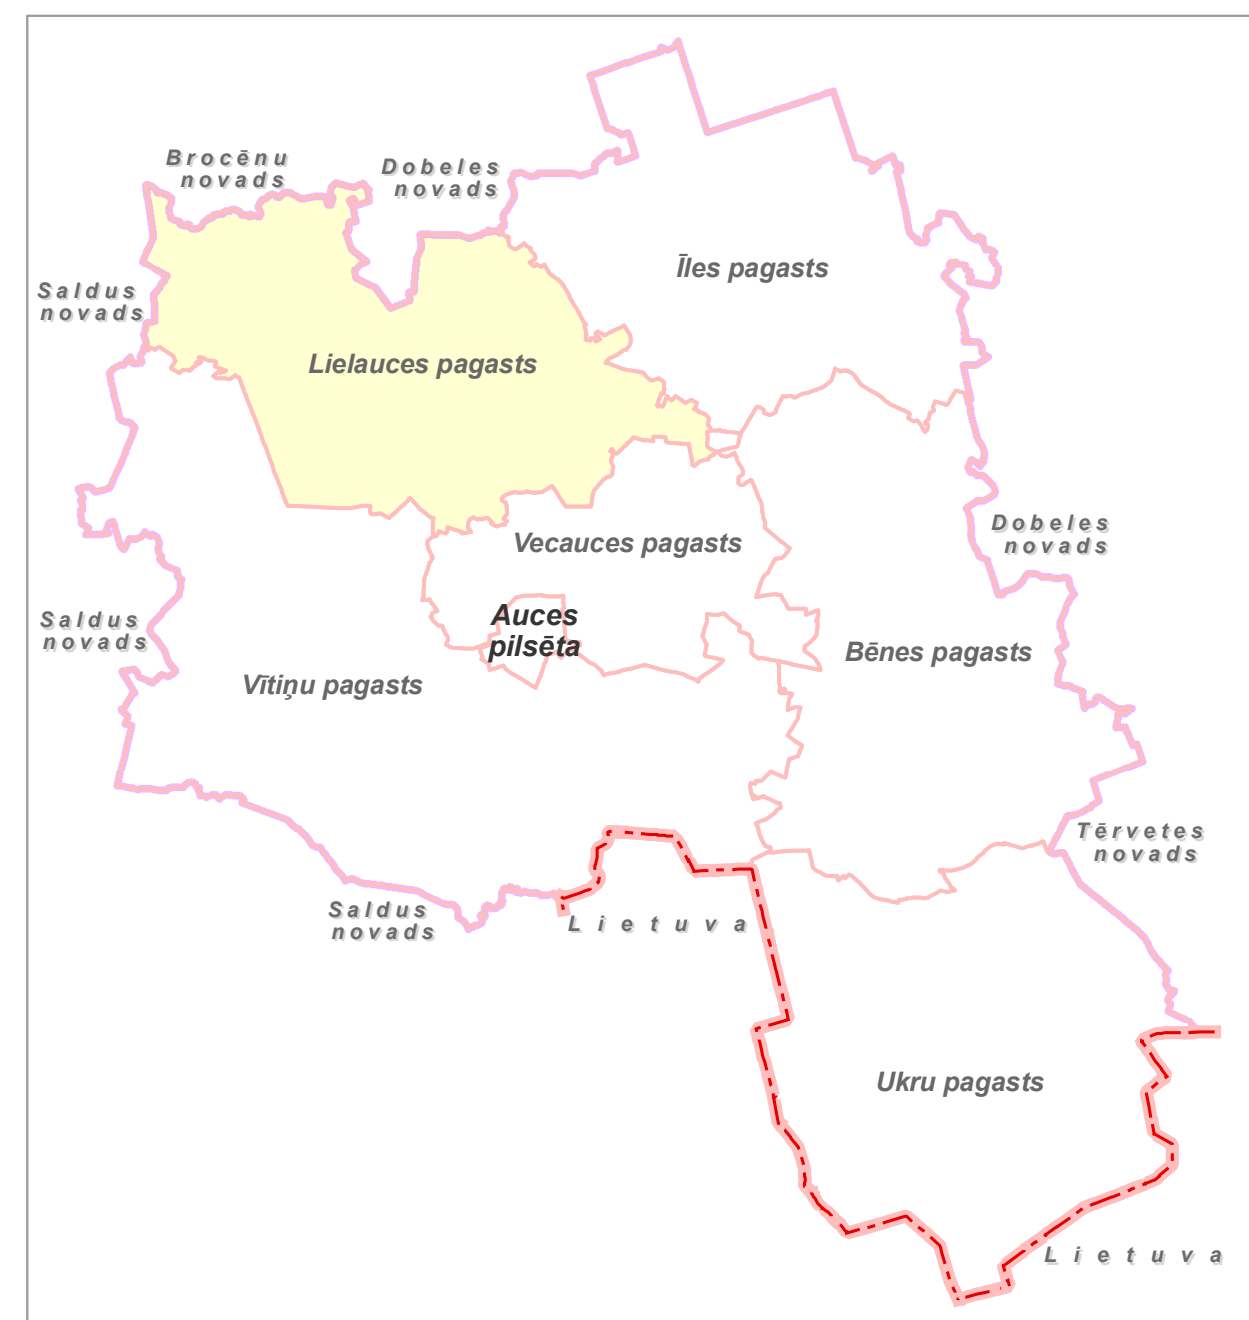 Brocēnu
novads
Dobeles
novads
Īles pagasts
Saldus
novads
Lielauces pagasts
Dobeles
novads
Vecauces pagasts
Auces
pilsēta
Saldus
novads
Bēnes pagasts
Vītiņu pagasts
Tērvetes
novads
Saldus
novads
Lietuva
Ukru pagasts
Lietuva